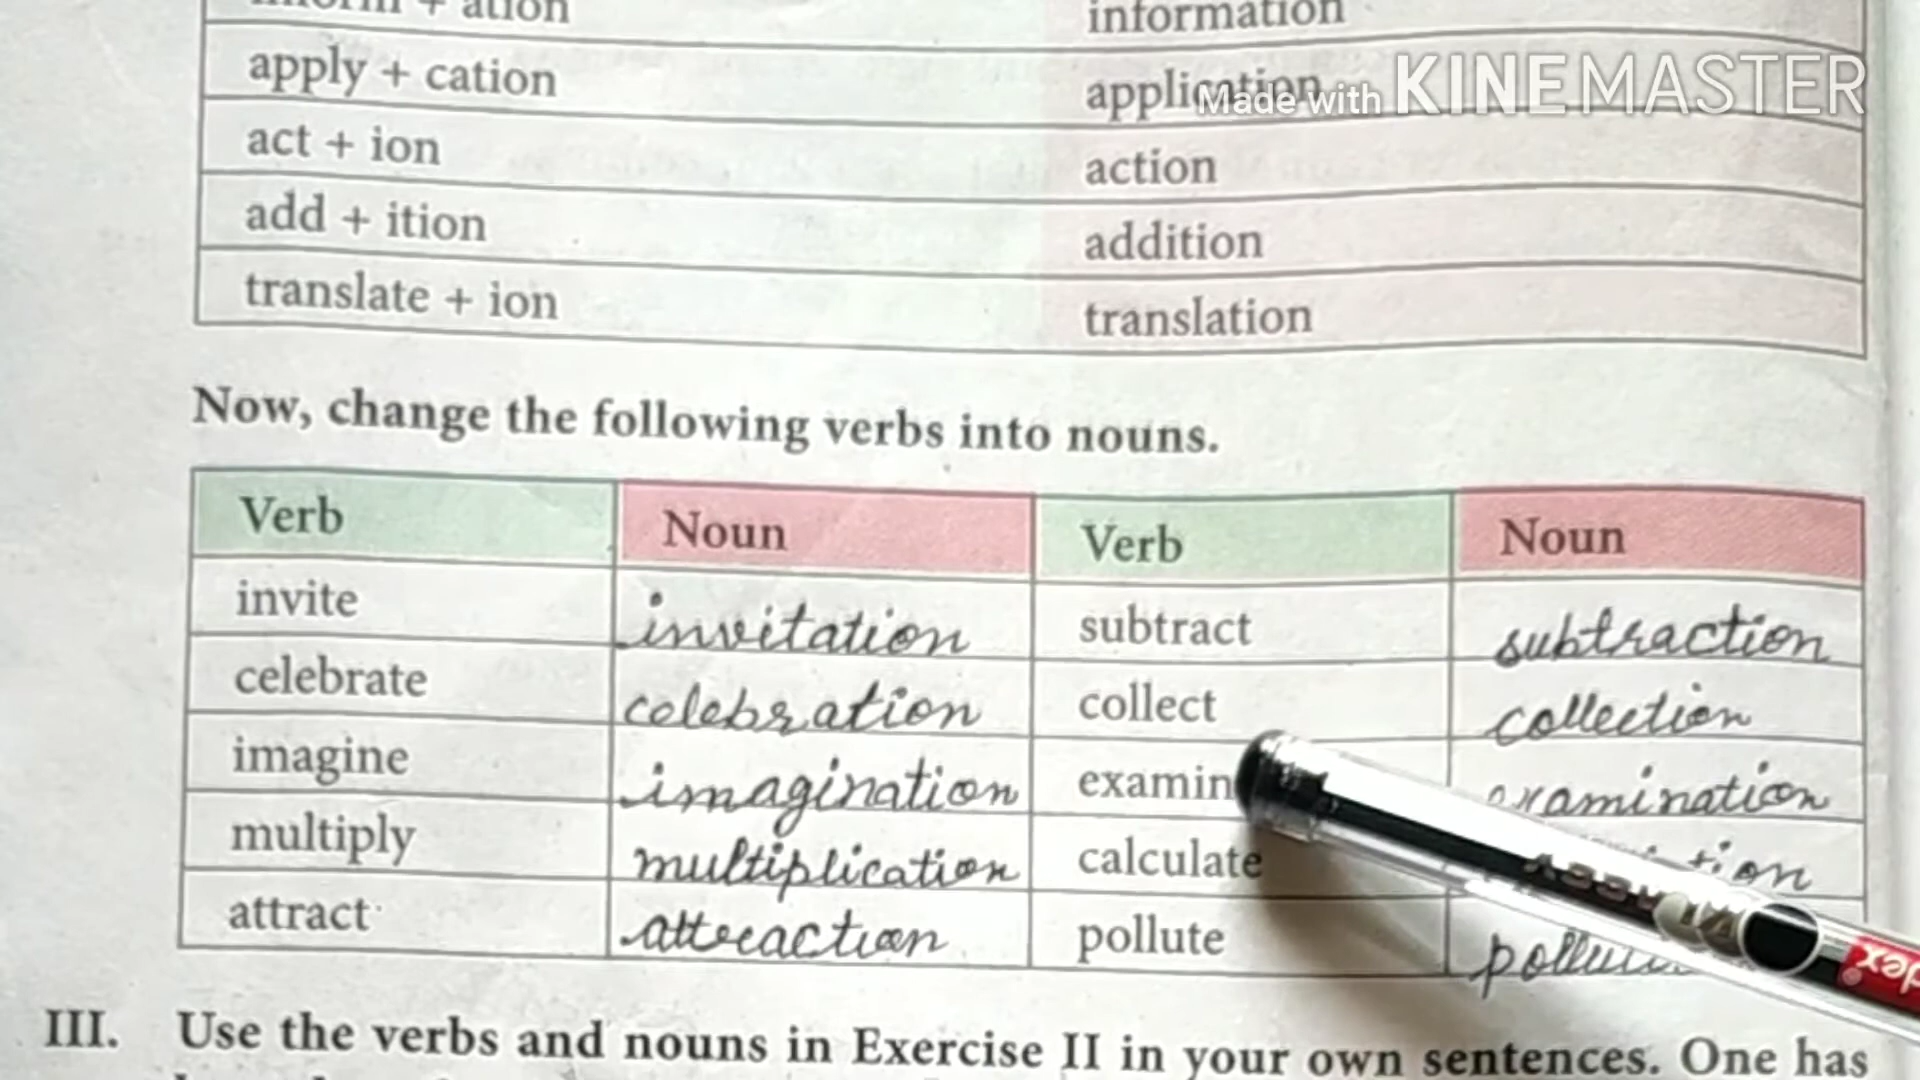 + ation information
apply + cation application
Made with KINEMASTER
act + ion action
add + ition addition
translate + ion translation
Now, change the following verbs into nouns.
Verb Noun Verb Noun
invite invitation subtract subtraction
celebrate celebration collect collection
imagine imagination examin examination
multiply multiplication calculate
attract attraction pollute
III. Use the verbs and nouns in Exercise II in your own sentences. One has